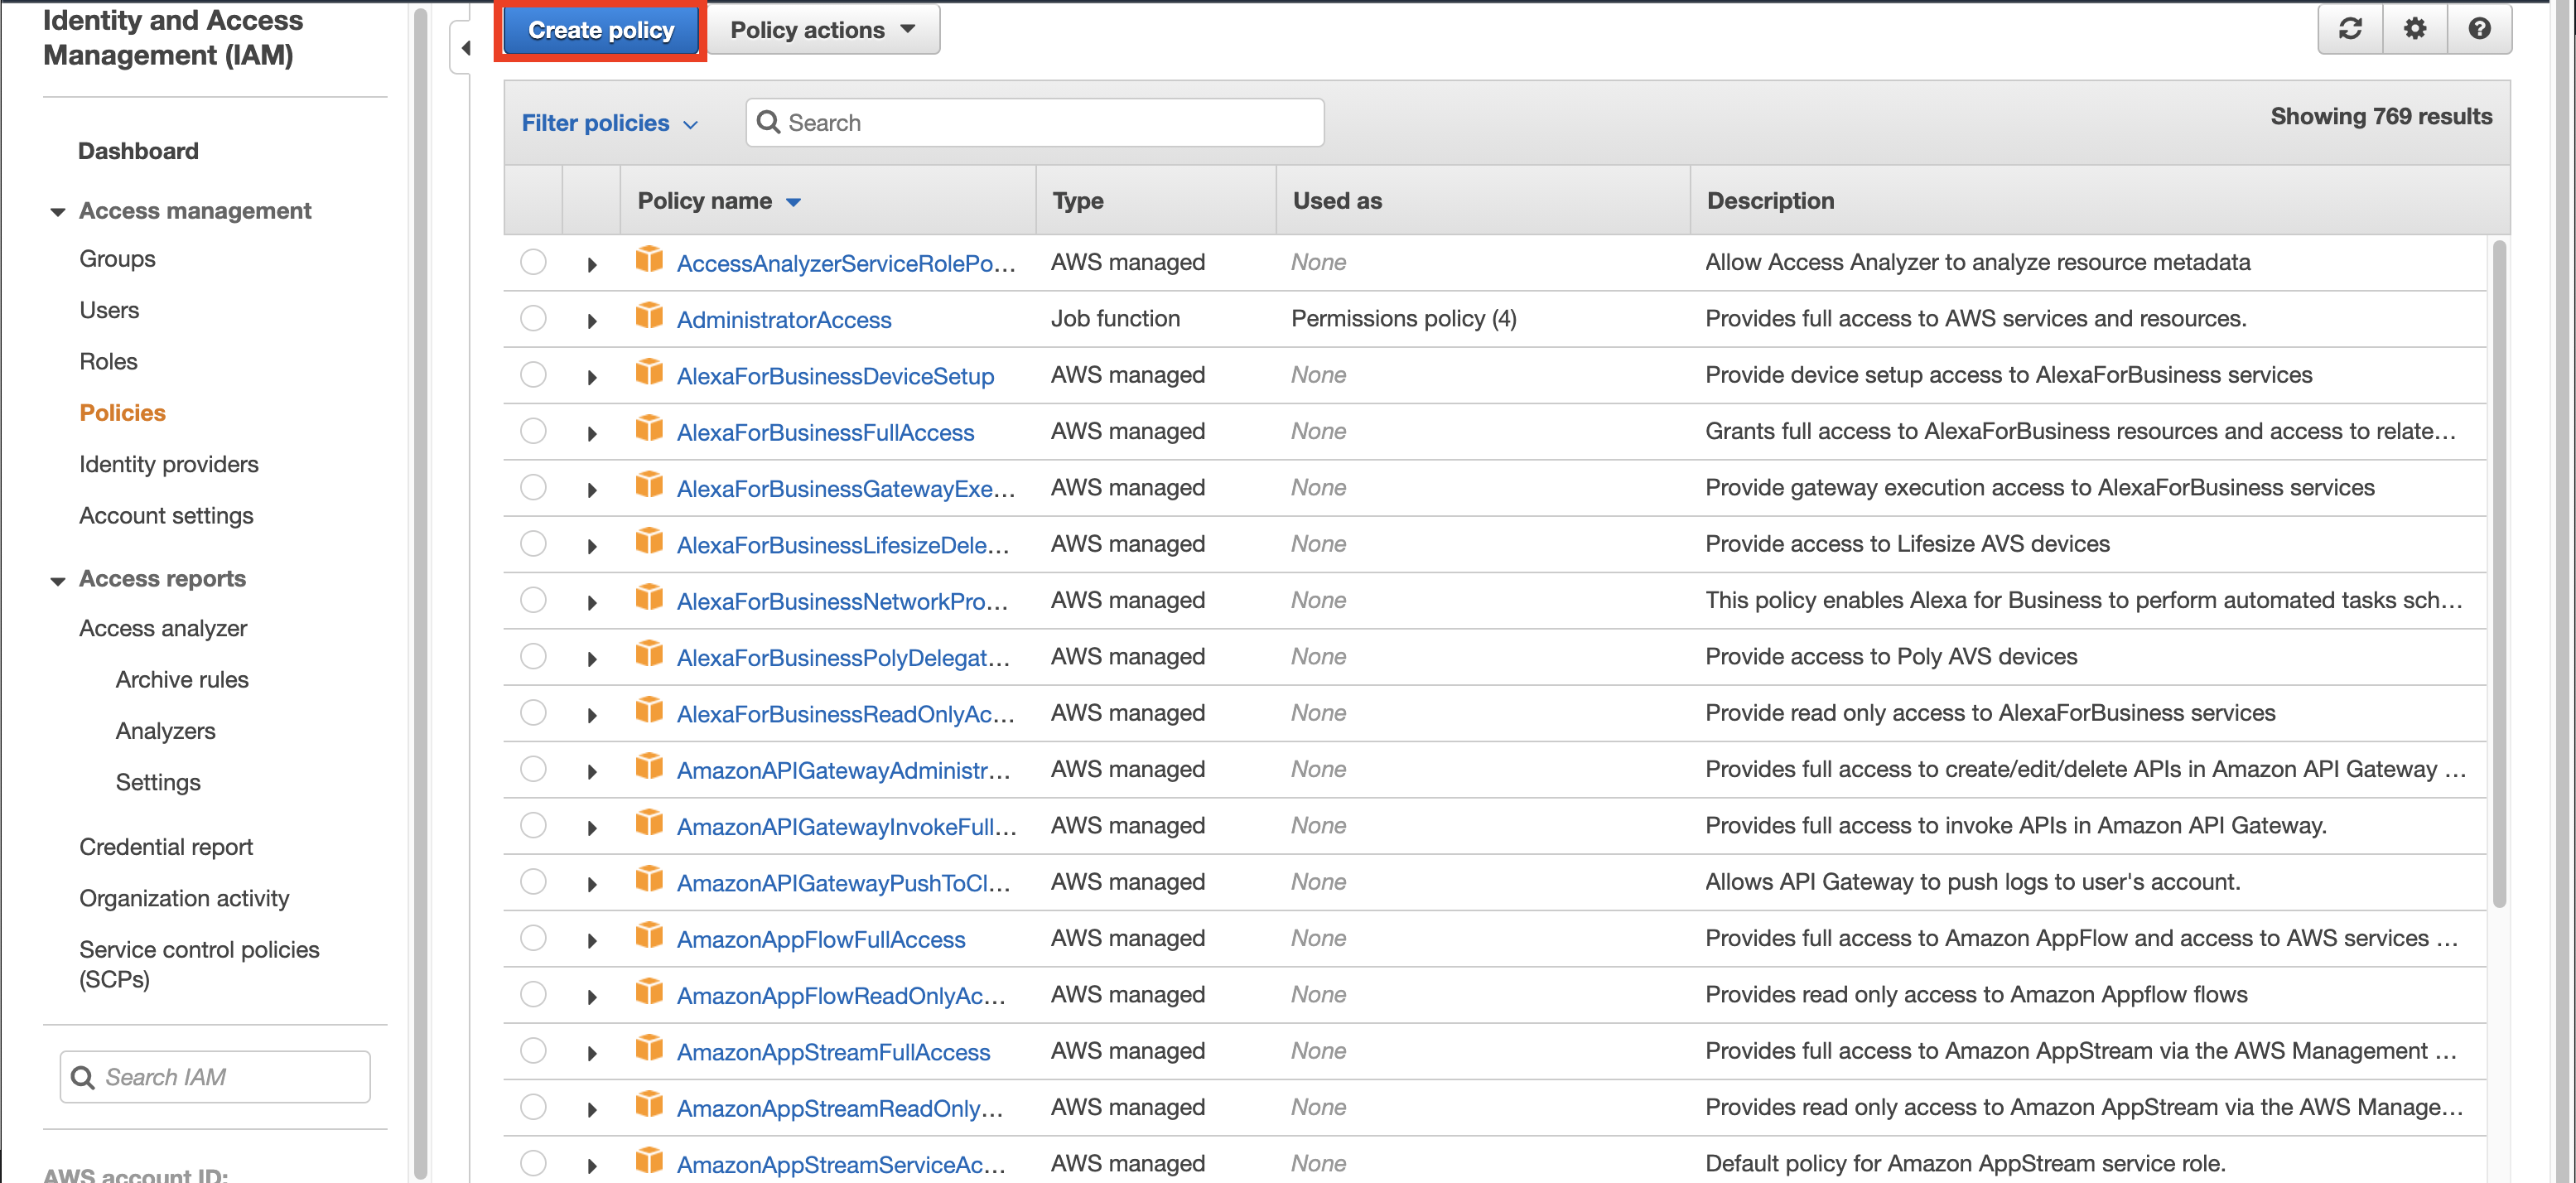 Identity and Access
Management (IAM)
Dashboard
Access management
Groups
Users
Roles
Policies
Identity providers
Account settings
Access reports
Access analyzer
Archive rules
Analyzers
Settings
Credential report
Organization activity
Service control policies
(SCPs)
Search IAM
AWS account ID:
Create policy Policy actions
Filter policies Search Showing 769 results
Policy name Type Used as Description
AccessAnalyzerServiceRolePo... AWS managed None Allow Access Analyzer to analyze resource metadata
AdministratorAccess Job function Permissions policy (4) Provides full access to AWS services and resources.
AlexaForBusinessDeviceSetup AWS managed None Provide device setup access to AlexaForBusiness services
AlexaForBusinessFullAccess AWS managed None Grants full access to AlexaForBusiness resources and access to relate...
AlexaForBusinessGatewayExe... AWS managed None Provide gateway execution access to AlexaForBusiness services
AlexaForBusinessLifesizeDele... AWS managed None Provide access to Lifesize AVS devices
AlexaForBusinessNetworkPro... AWS managed None This policy enables Alexa for Business to perform automated tasks sch...
AlexaForBusinessPolyDelegat... AWS managed None Provide access to Poly AVS devices
AlexaForBusinessReadOnlyAc... AWS managed None Provide read only access to AlexaForBusiness services
AmazonAPIGatewayAdministr... AWS managed None Provides full access to create/edit/delete APIs in Amazon API Gateway ...
AmazonAPIGatewayInvokeFull... AWS managed None Provides full access to invoke APIs in Amazon API Gateway.
AmazonAPIGatewayPushToCl... AWS managed None Allows API Gateway to push logs to user's account.
AmazonAppFlowFullAccess AWS managed None Provides full access to Amazon AppFlow and access to AWS services ...
AmazonAppFlowReadOnlyAc... AWS managed None Provides read only access to Amazon Appflow flows
AmazonAppStreamFullAccess AWS managed None Provides full access to Amazon AppStream via the AWS Management ...
AmazonAppStreamReadOnly... AWS managed None Provides read only access to Amazon AppStream via the AWS Manage...
AmazonAppStreamServiceAc... AWS managed None Default policy for Amazon AppStream service role.